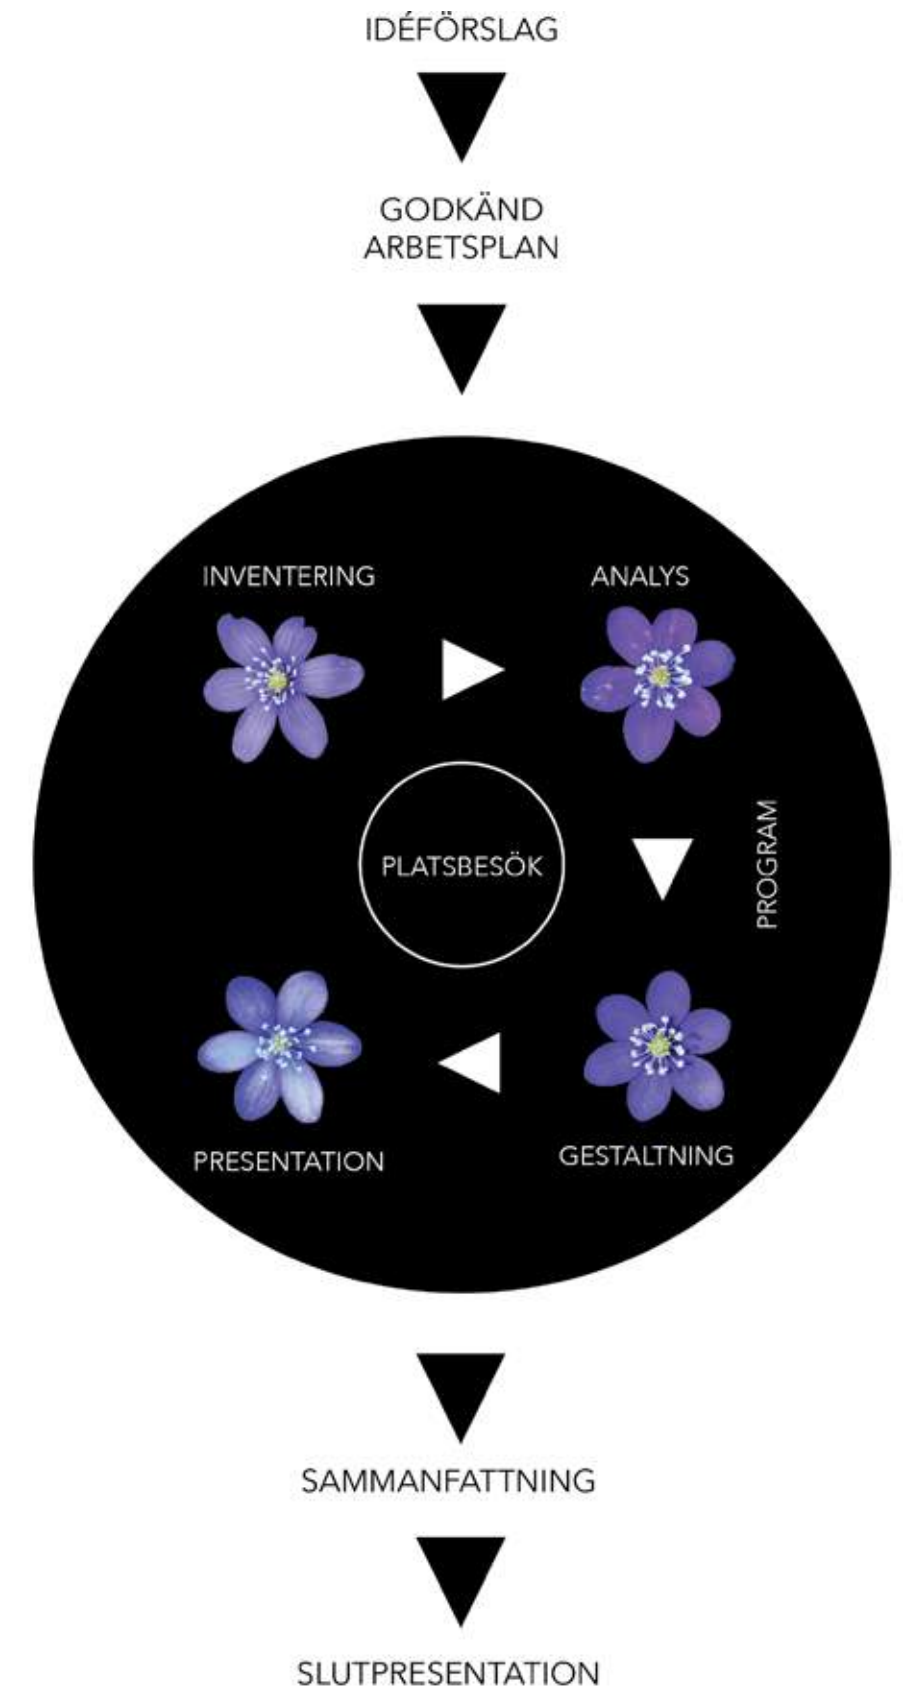 IDÉFÖRSLAG
GODKÄND
ARBETSPLAN
INVENTERING
ANALYS
PLATSBESÖK
PROGRAM
PRESENTATION
GESTALTNING
SAMMANFATTNING
SLUTPRESENTATION